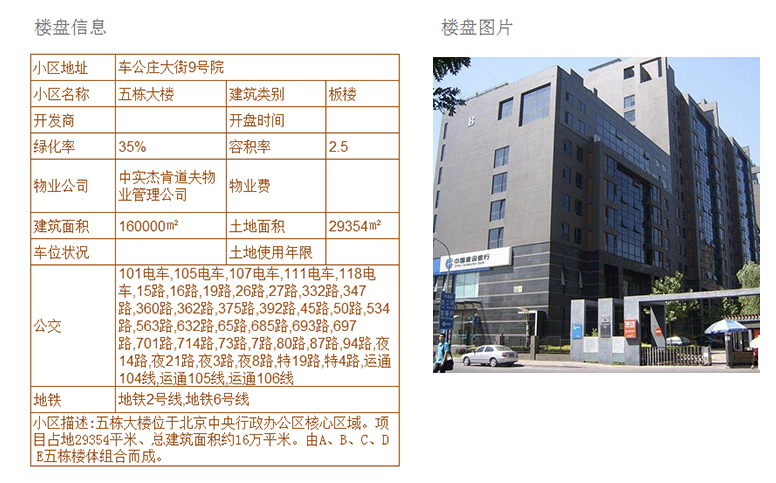 楼盘信息
楼盘图片
小区地址 车公庄大街9号院
小区名称 五栋大楼 建筑类别 板楼
开发商 开盘时间
绿化率 35% 容积率 2.5
物业公司 中实杰肯道夫物业管理公司 物业费
建筑面积 160000㎡ 土地面积 29354㎡
车位状况 土地使用年限
公交
101电车,105电车,107电车,111电车,118电
车,15路,16路,19路,26路,27路,332路,347
路,360路,362路,375路,392路,45路,50路,534
路,563路,632路,65路,685路,693路,697
路,701路,714路,73路,7路,80路,87路,94路,夜
14路,夜21路,夜3路,夜8路,特19路,特4路,运通
104线,运通105线,运通106线
地铁 地铁2号线,地铁6号线
小区描述:五栋大楼位于北京中央行政办公区核心区域。项
目占地29354平米、总建筑面积约16万平米。由A、B、C、D
E五栋楼体组合而成。
B
中国建设银行
China Construction Bank